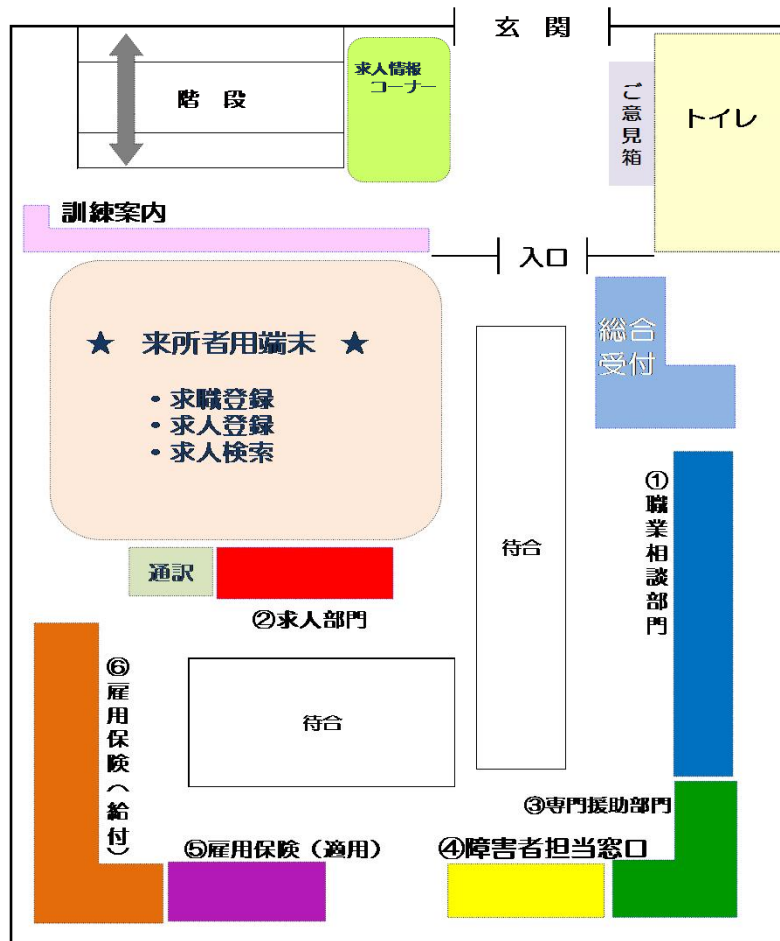 玄　関
求人情報
コーナー
階　段
ご意見箱
トイレ
訓練案内
入口
総合
受付
★　来所者用端末　★
・求職登録
・求人登録
・求人検索
①職業相談部門
待合
通訳
②求人部門
⑥雇用保険（給付）
待合
③専門援助部門
⑤雇用保険（適用）
④障害者担当窓口